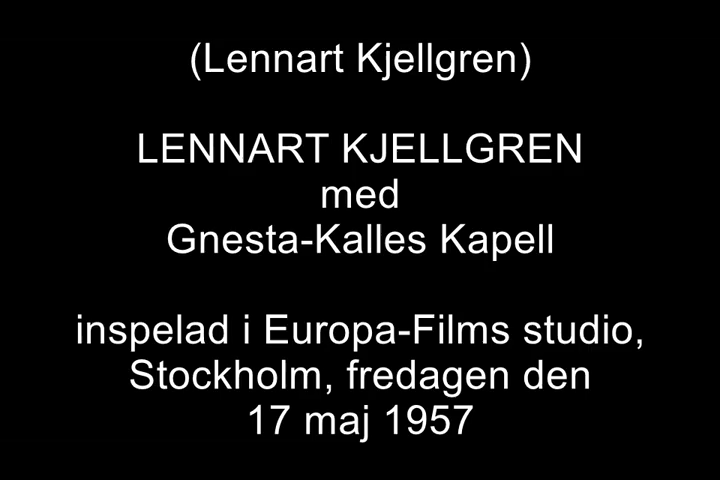 (Lennart Kjellgren)
LENNART KJELLGREN
med
Gnesta-Kalles Kapell
inspelad i Europa-Films studio,
Stockholm, fredagen den
17 maj 1957